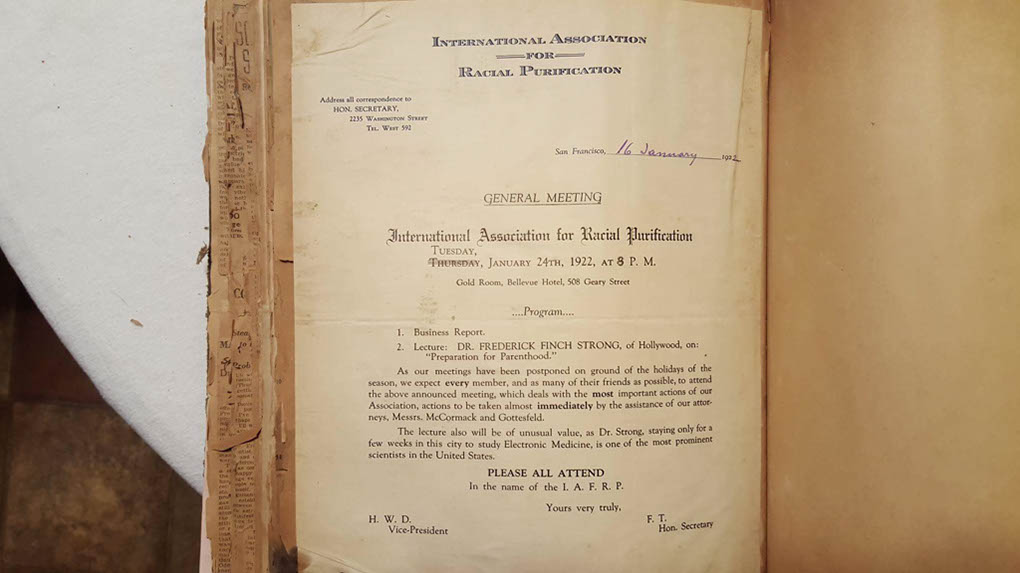 INTERNATIONAL ASSOCIATION
FOR
RACIAL PURIFICATION
Address all correspondence to
HON. SECRETARY,
2235 WASHINGTON STREET
TEL. WEST 592
San Francisco, 16 January 1922
GENERAL MEETING
International Association for Racial Purification
TUESDAY,
THURSDAY, JANUARY 24TH, 1922, AT 8 P. M.
Gold Room, Bellevue Hotel, 508 Geary Street
....Program....
1. Business Report.
2. Lecture: DR. FREDERICK FINCH STRONG, of Hollywood, on:
"Preparation for Parenthood."
As our meetings have been postponed on ground of the holidays of the
season, we expect every member, and as many of their friends as possible, to attend
the above announced meeting, which deals with the most important actions of our
Association, actions to be taken almost immediately by the assistance of our attor-
neys, Messrs. McCormack and Gottesfeld.
The lecture also will be of unusual value, as Dr. Strong, staying only for a
few weeks in this city to study Electronic Medicine, is one of the most prominent
scientists in the United States.
PLEASE ALL ATTEND
In the name of the I. A. F. R. P.
Yours very truly,
H. W. D.
Vice-President
F. T.
Hon. Secretary